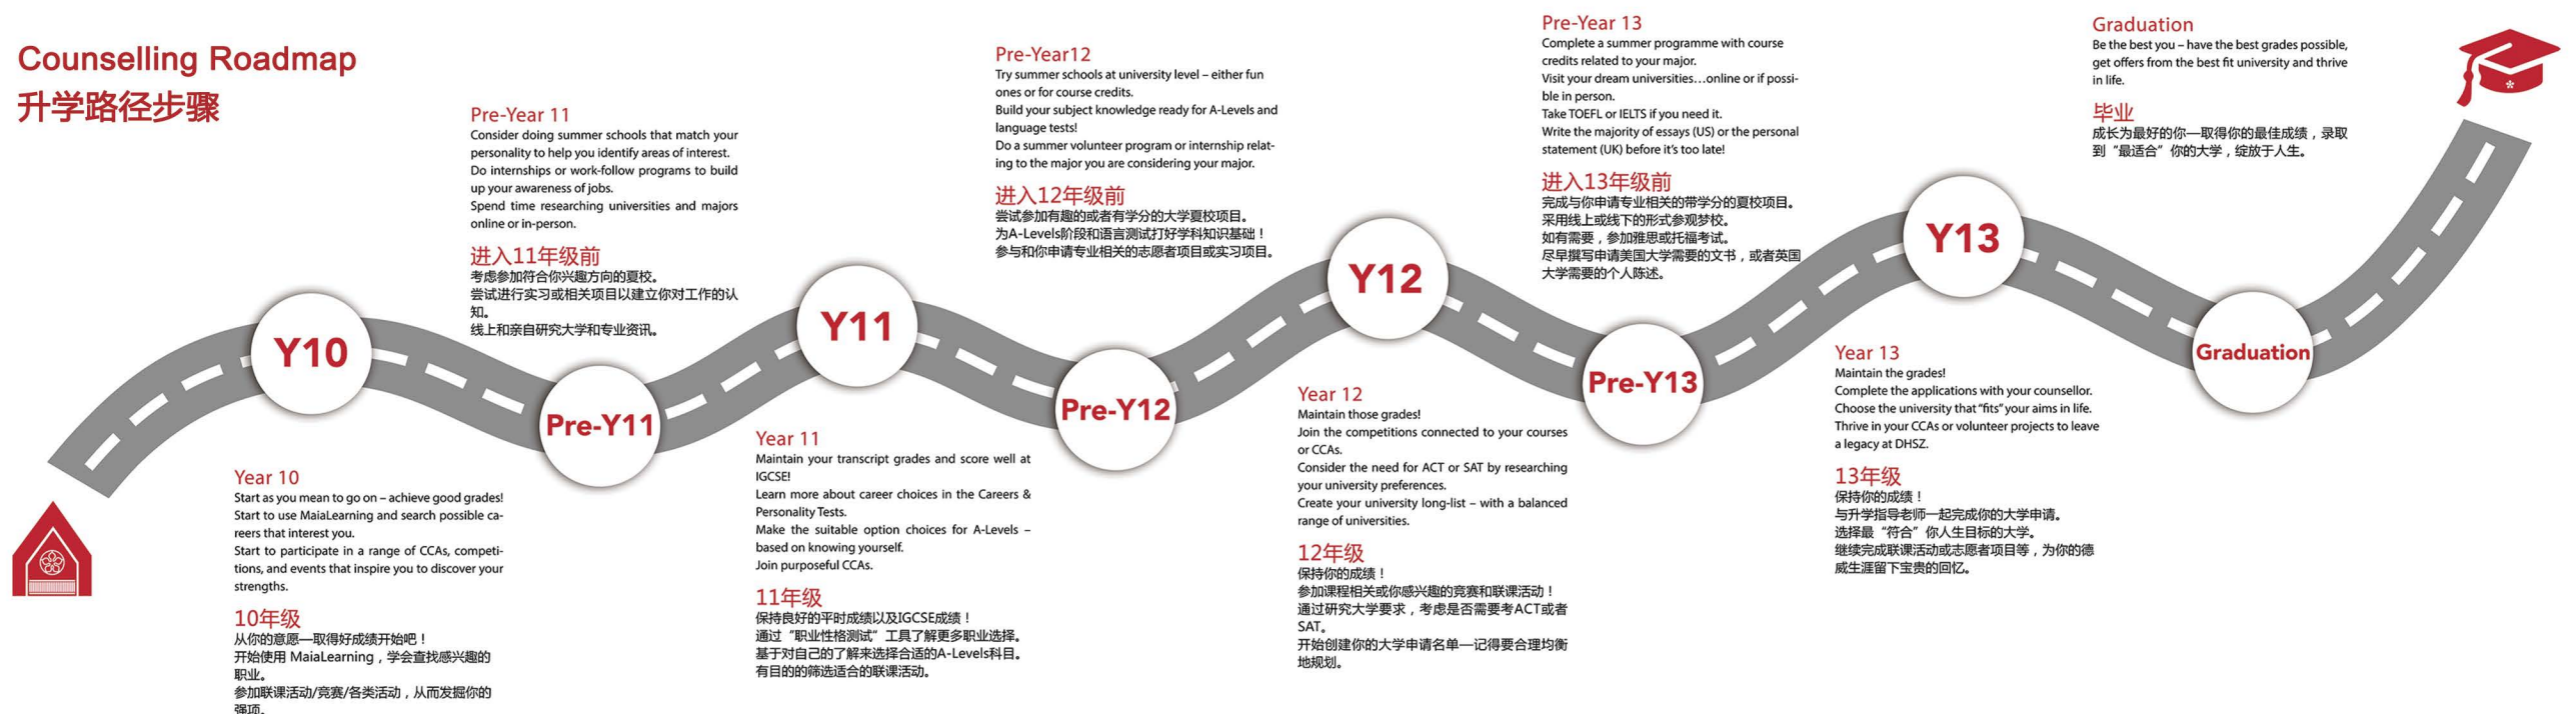 Counselling Roadmap
升学路径步骤
Y10
Year 10
Start as you mean to go on – achieve good grades!
Start to use MaiaLearning and search possible ca-
reers that interest you.
Start to participate in a range of CCAs, competi-
tions, and events that inspire you to discover your
strengths.
10年级
从你的意愿—取得好成绩开始吧！
开始使用 MaiaLearning，学会查找感兴趣的
职业。
参加联课活动/竞赛/各类活动，从而发掘你的
强项。
Pre-Year 11
Consider doing summer schools that match your
personality to help you identify areas of interest.
Do internships or work-follow programs to build
up your awareness of jobs.
Spend time researching universities and majors
online or in-person.
进入11年级前
考虑参加符合你兴趣方向的夏校。
尝试进行实习或相关项目以建立你对工作的认
知。
线上和亲自研究大学和专业资讯。
Pre-Y11
Y11
Year 11
Maintain your transcript grades and score well at
IGCSE!
Learn more about career choices in the Careers &
Personality Tests.
Make the suitable option choices for A-Levels –
based on knowing yourself.
Join purposeful CCAs.
11年级
保持良好的平时成绩以及IGCSE成绩！
通过“职业性格测试”工具了解更多职业选择。
基于对自己的了解来选择合适的A-Levels科目。
有目的的筛选适合的联课活动。
Pre-Year12
Try summer schools at university level – either fun
ones or for course credits.
Build your subject knowledge ready for A-Levels and
language tests!
Do a summer volunteer program or internship relat-
ing to the major you are considering your major.
进入12年级前
尝试参加有趣的或者有学分的大学夏校项目。
为A-Levels阶段和语言测试打好学科知识基础！
参与和你申请专业相关的志愿者项目或实习项目。
Pre-Y12
Y12
Year 12
Maintain those grades!
Join the competitions connected to your courses
or CCAs.
Consider the need for ACT or SAT by researching
your university preferences.
Create your university long-list – with a balanced
range of universities.
12年级
保持你的成绩！
参加课程相关或你感兴趣的竞赛和联课活动！
通过研究大学要求，考虑是否需要考ACT或者
SAT。
开始创建你的大学申请名单—记得要合理均衡
地规划。
Pre-Year 13
Complete a summer programme with course
credits related to your major.
Visit your dream universities…online or if possi-
ble in person.
Take TOEFL or IELTS if you need it.
Write the majority of essays (US) or the personal
statement (UK) before it's too late!
进入13年级前
完成与你申请专业相关的带学分的夏校项目。
采用线上或线下的形式参观梦校。
如有需要，参加雅思或托福考试。
尽早撰写申请美国大学需要的文书，或者英国
大学需要的个人陈述。
Pre-Y13
Y13
Year 13
Maintain the grades!
Complete the applications with your counsellor.
Choose the university that “fits” your aims in life.
Thrive in your CCAs or volunteer projects to leave
a legacy at DHSZ.
13年级
保持你的成绩！
与升学指导老师一起完成你的大学申请。
选择最“符合”你人生目标的大学。
继续完成联课活动或志愿者项目等，为你的德
威生涯留下宝贵的回忆。
Graduation
Be the best you – have the best grades possible,
get offers from the best fit university and thrive
in life.
毕业
成长为最好的你—取得你的最佳成绩，录取
到“最适合”你的大学，绽放于人生。
Graduation